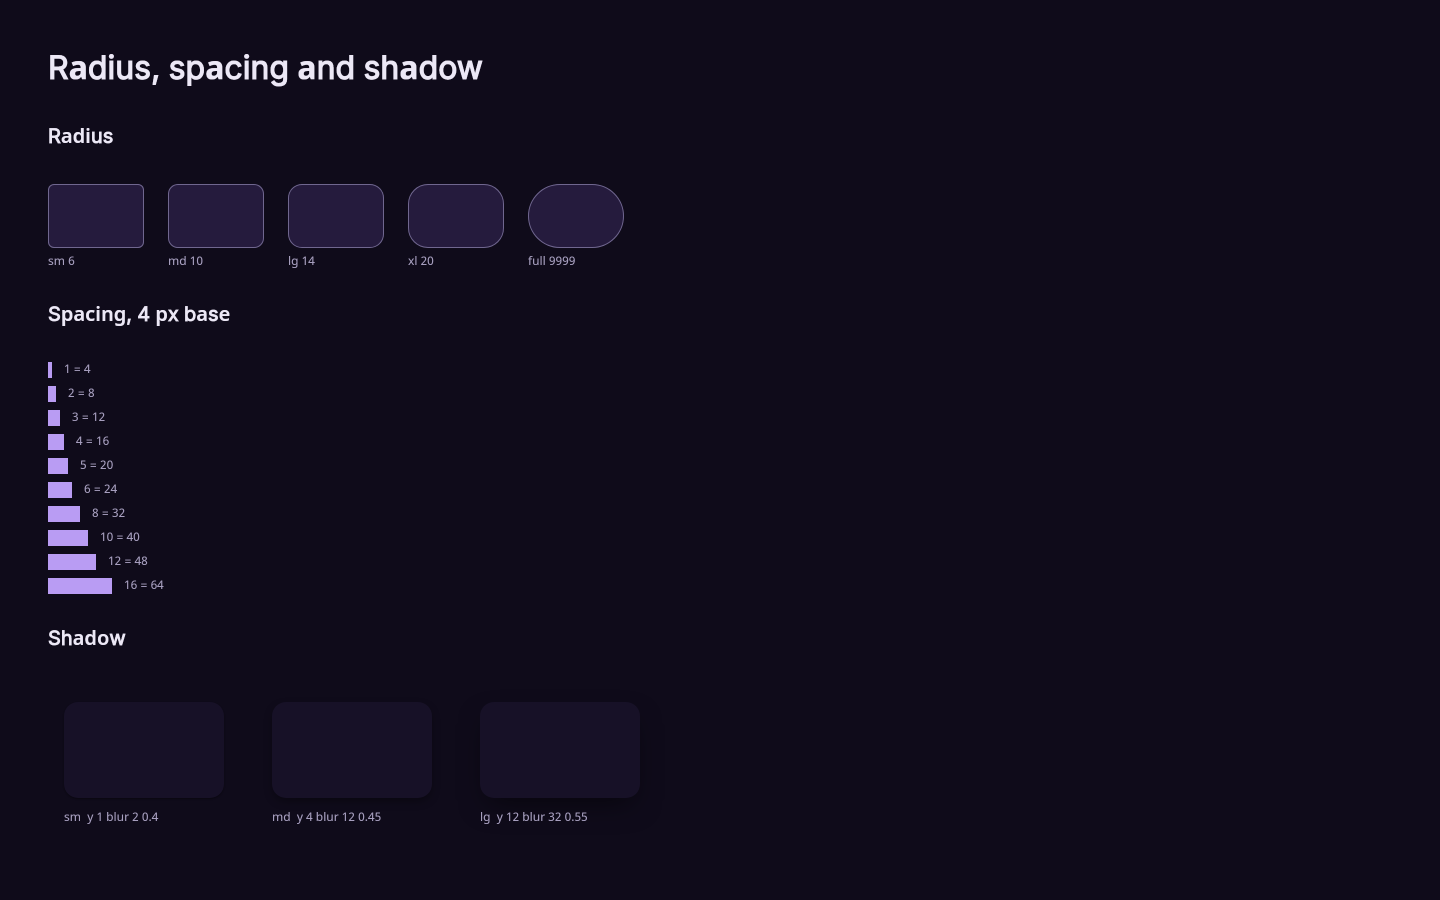 Radius, spacing and shadow
Radius
sm 6
md 10
lg 14
xl 20
full 9999
Spacing, 4 px base
1 = 4
2 = 8
3 = 12
4 = 16
5 = 20
6 = 24
8 = 32
10 = 40
12 = 48
16 = 64
Shadow
sm  y 1 blur 2 0.4
md  y 4 blur 12 0.45
lg  y 12 blur 32 0.55